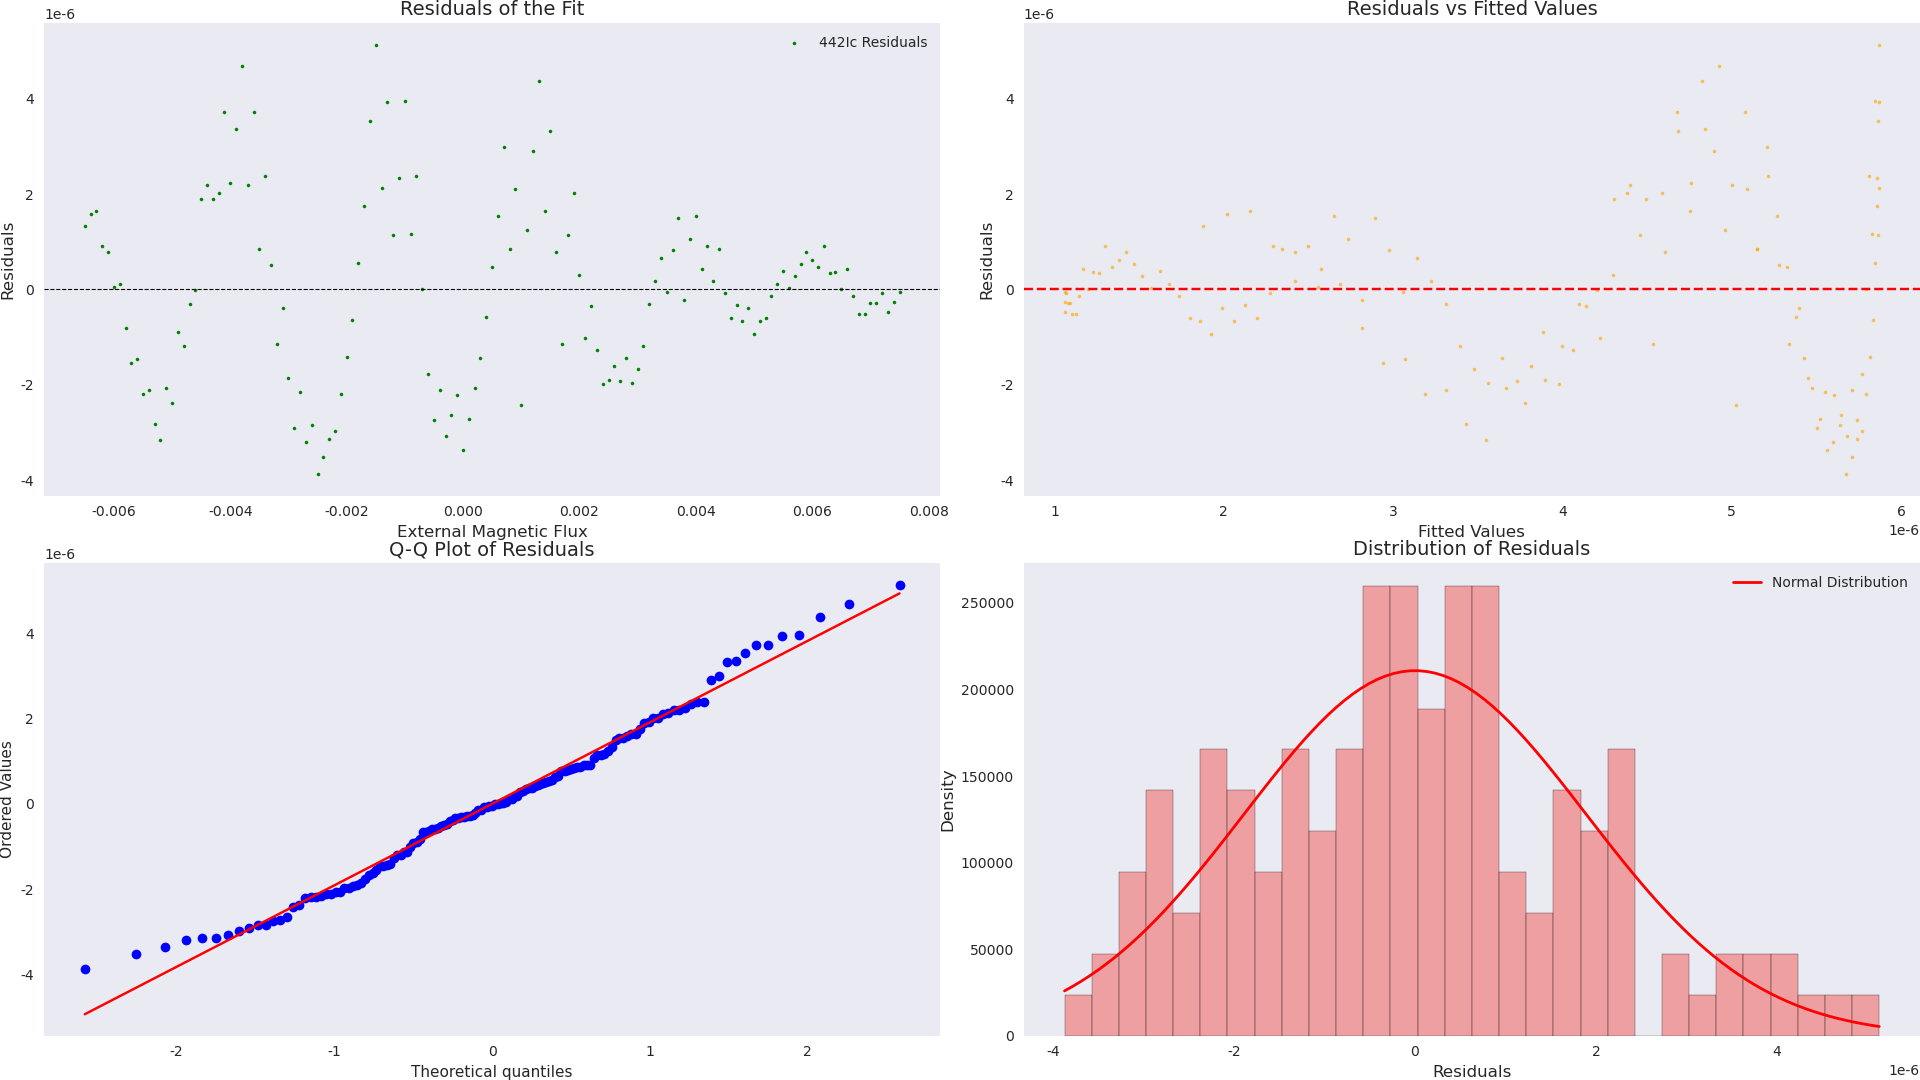 Residuals of the Fit
1e-6
442Ic Residuals
4
2
0
-2
-4
Residuals
-0.006 -0.004 -0.002 0.000 0.002 0.004 0.006 0.008
External Magnetic Flux
Residuals vs Fitted Values
1e-6
4
2
0
-2
-4
Residuals
1 2 3 4 5 6
Fitted Values
1e-6
Q-Q Plot of Residuals
1e-6
4
2
0
-2
-4
Ordered Values
-2 -1 0 1 2
Theoretical quantiles
Distribution of Residuals
Normal Distribution
250000
200000
150000
100000
50000
0
Density
-4 -2 0 2 4
Residuals
1e-6